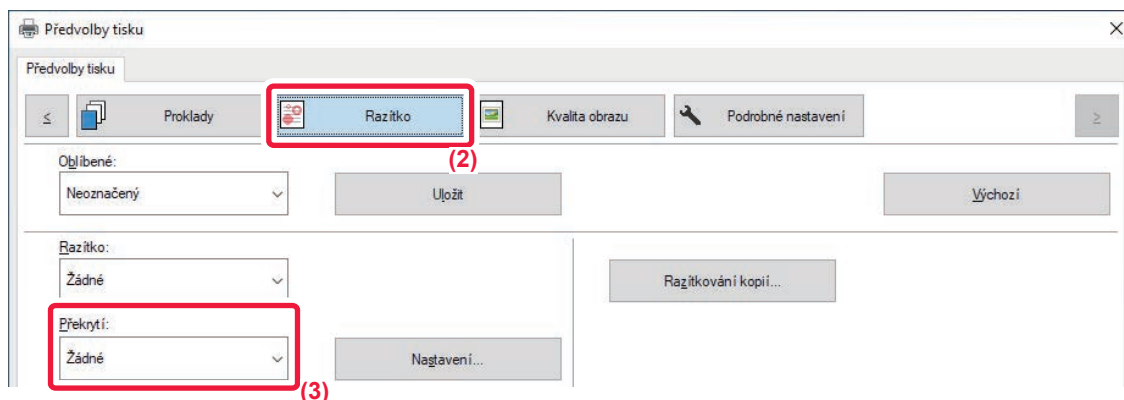 Předvolby tisku
Předvolby tisku
< Proklady Razítko Kvalita obrazu Podrobné nastavení >
(2)
Oblíbené:
Neoznačený Uložit Výchozí
Razítko:
Žádné Razítkování kopií...
Překrytí:
Žádné Nastavení...
(3)